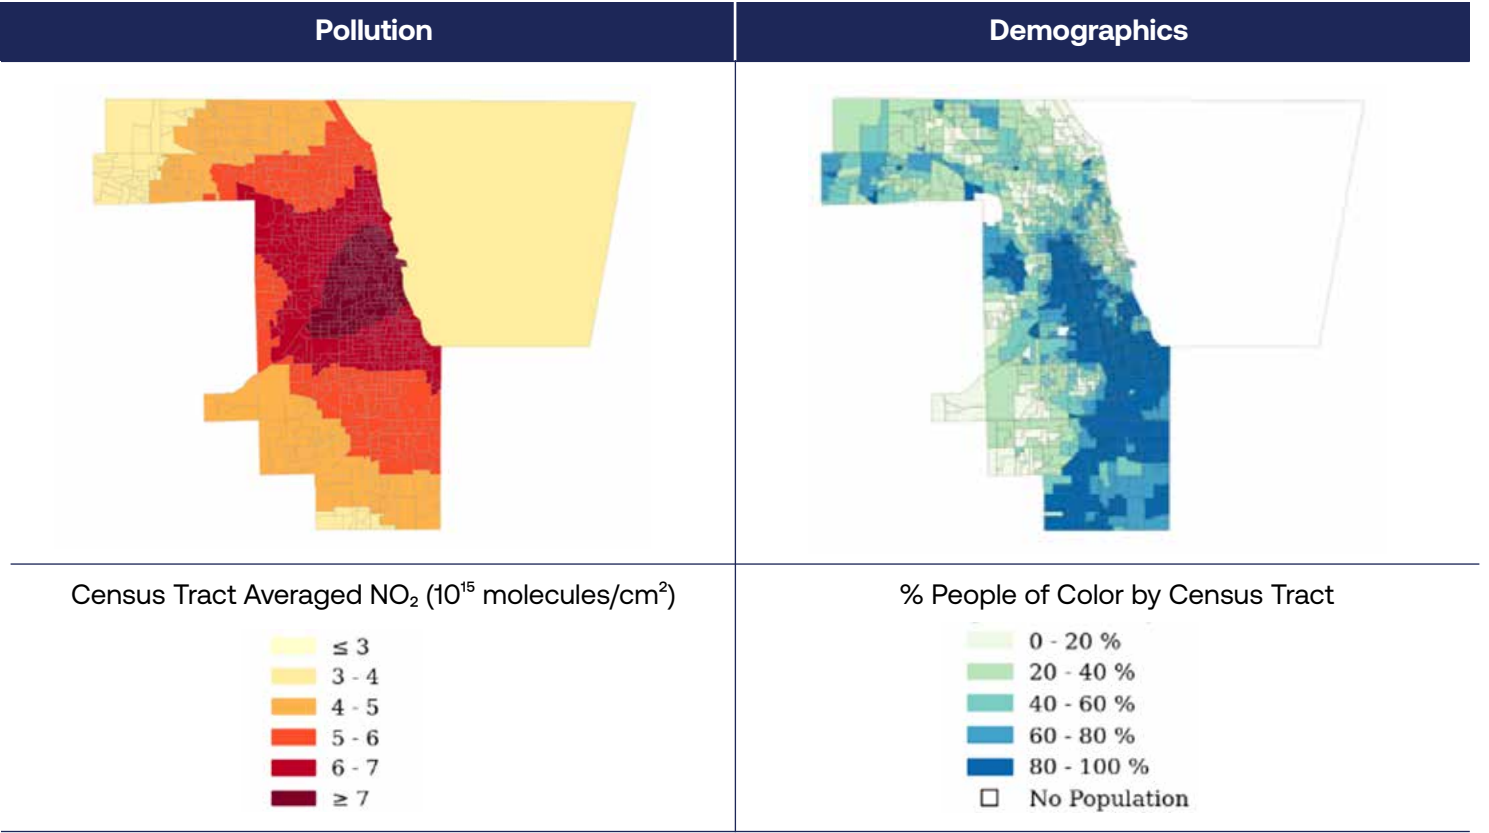 Pollution
Demographics
Census Tract Averaged NO₂ (10¹⁵ molecules/cm²)
≤ 3
3 - 4
4 - 5
5 - 6
6 - 7
≥ 7
% People of Color by Census Tract
0 - 20 %
20 - 40 %
40 - 60 %
60 - 80 %
80 - 100 %
No Population